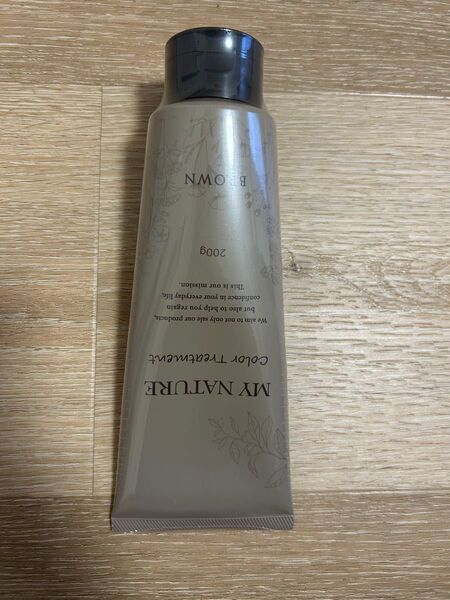 MY NATURE
Color Treatment
We aim to not only sale our products,
but also to help you regain
confidence in your everyday life,
This is our mission.
200g
BROWN